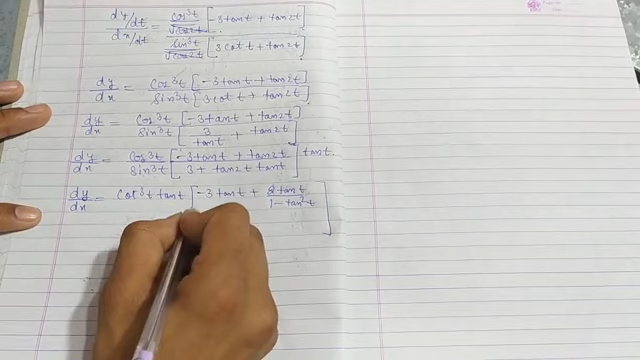 dy/dt / dx/dt = cos³t/√cos2t [-3tant + tan2t] / sin³t/√cos2t [3cott + tan2t]
dy/dx = cos³t [-3tant + tan2t] / sin³t [3cott + tan2t]
dy/dx = cos³t [-3tant + tan2t] / sin³t [3/tant + tan2t]
dy/dx = cos³t/sin³t [-3tant + tan2t / 3 + tan2t tant] tant
dy/dx = cot³t tant [-3tant + 2tant/1-tan²t]